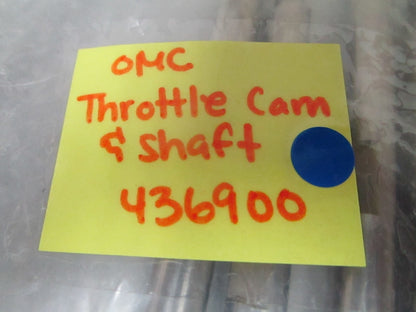 OMC
Throttle Cam
& Shaft
436900